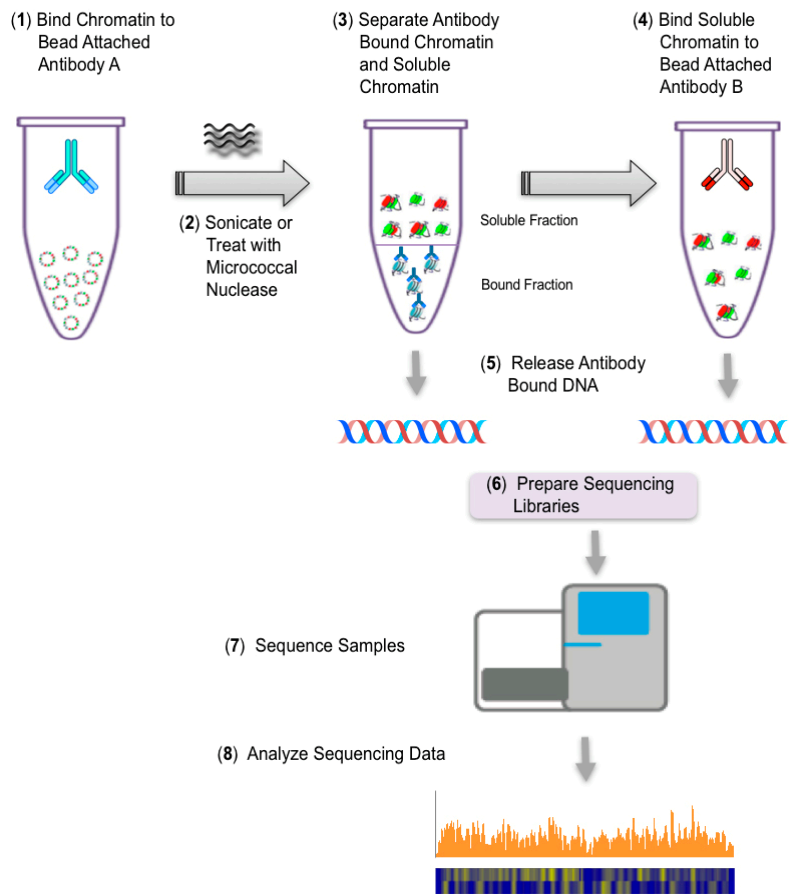 (1) Bind Chromatin to
Bead Attached
Antibody A
(2) Sonicate or
Treat with
Micrococcal
Nuclease
(3) Separate Antibody
Bound Chromatin
and Soluble
Chromatin
Soluble Fraction
Bound Fraction
(4) Bind Soluble
Chromatin to
Bead Attached
Antibody B
(5) Release Antibody
Bound DNA
(6) Prepare Sequencing
Libraries
(7) Sequence Samples
(8) Analyze Sequencing Data